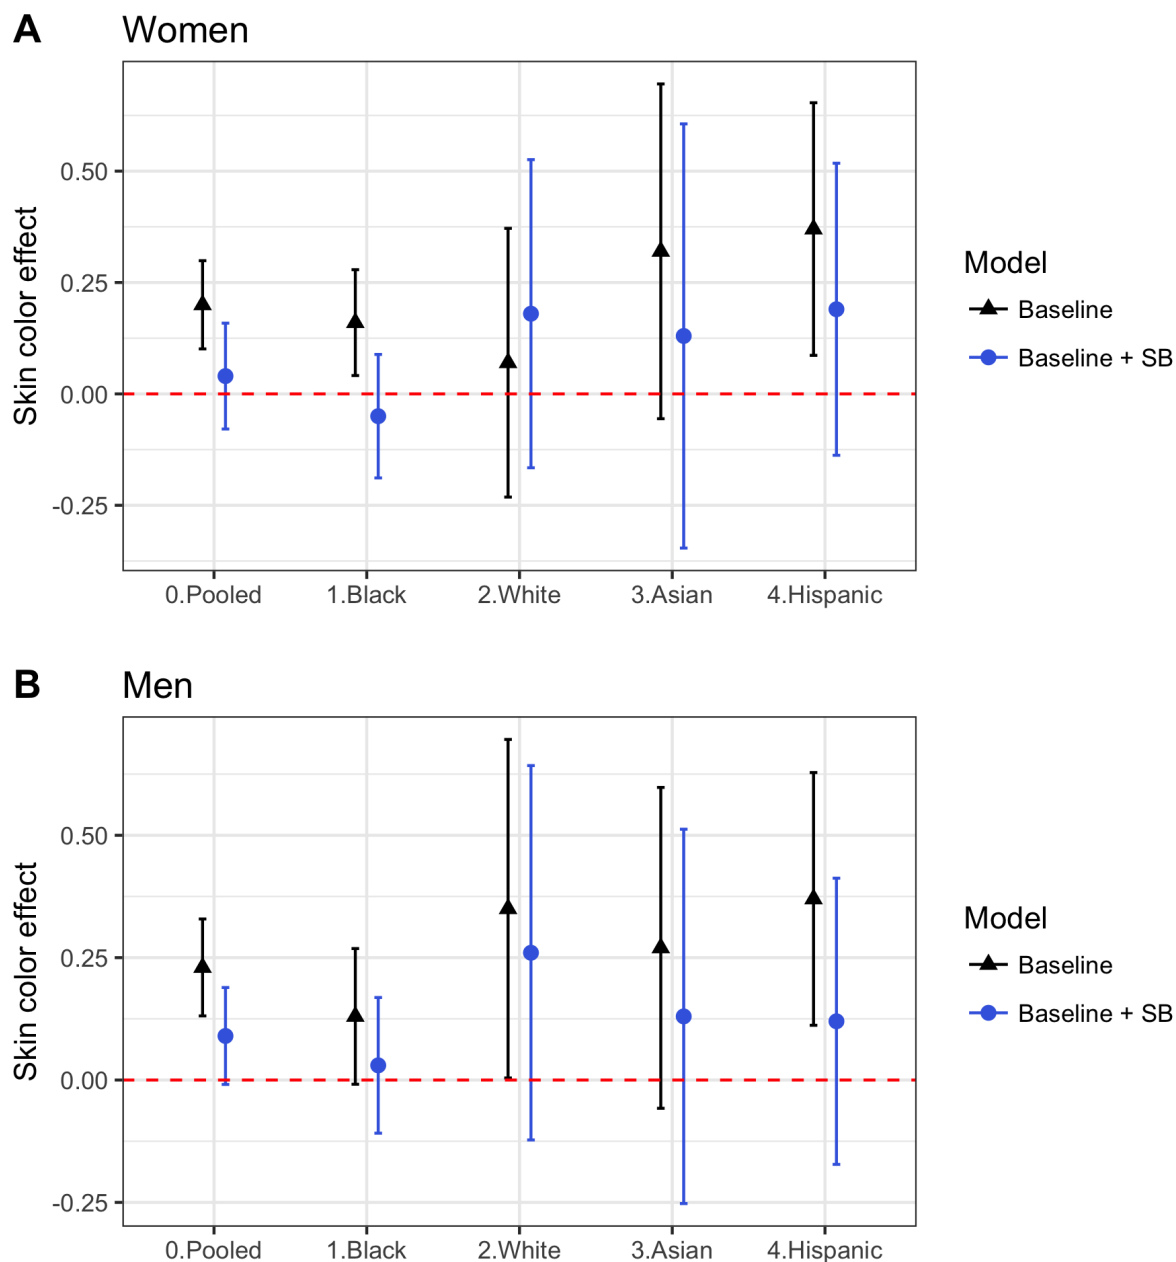 A Women
Skin color effect
0.50
0.25
0.00
-0.25
0.Pooled 1.Black 2.White 3.Asian 4.Hispanic
Model
Baseline
Baseline + SB
B Men
Skin color effect
0.50
0.25
0.00
-0.25
0.Pooled 1.Black 2.White 3.Asian 4.Hispanic
Model
Baseline
Baseline + SB